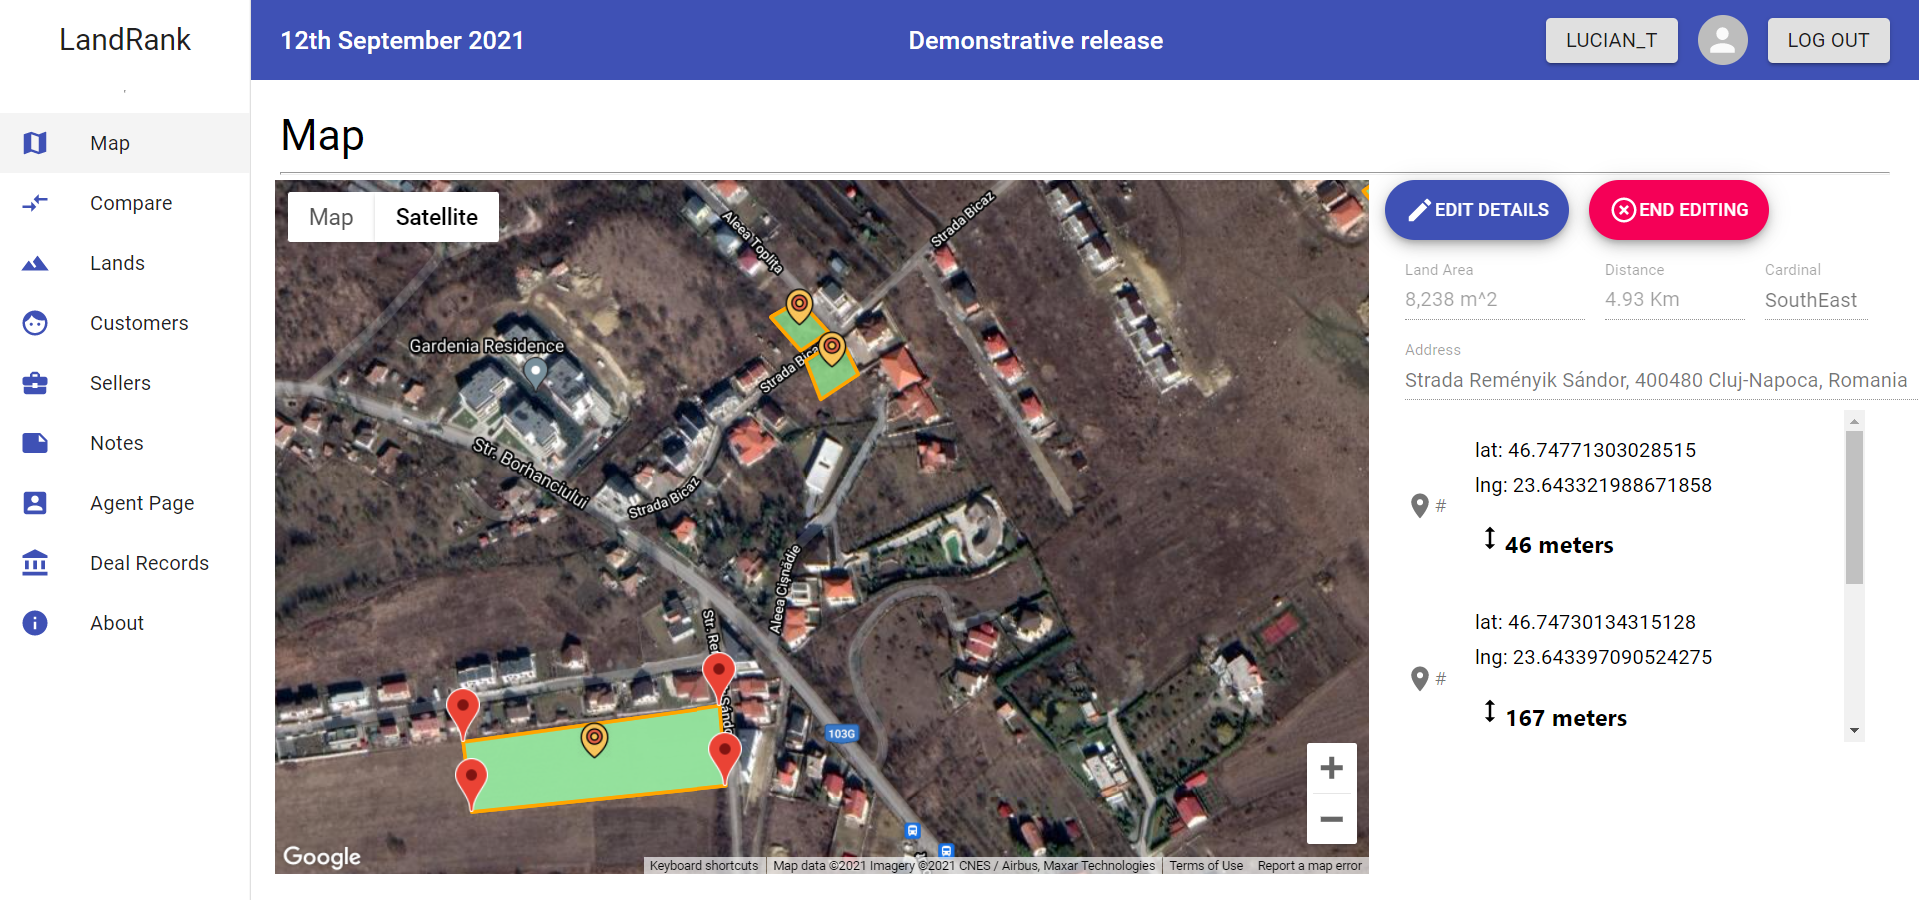 LandRank
12th September 2021
Demonstrative release
LUCIAN_T
LOG OUT
,
Map
Compare
Lands
Customers
Sellers
Notes
Agent Page
Deal Records
About
Map
Map
Satellite
Aleea Toplița
Strada Bicaz
Gardenia Residence
Strada Bica
Str. Borhanciului
Strada Bicaz
Aleea Cișnădie
Str. Re
Sándo
103G
Google
Keyboard shortcuts
Map data ©2021 Imagery ©2021 CNES / Airbus, Maxar Technologies
Terms of Use
Report a map error
EDIT DETAILS
END EDITING
Land Area
Distance
Cardinal
8,238 m^2
4.93 Km
SouthEast
Address
Strada Reményik Sándor, 400480 Cluj-Napoca, Romania
lat: 46.74771303028515
lng: 23.643321988671858
#
46 meters
lat: 46.74730134315128
lng: 23.643397090524275
#
167 meters